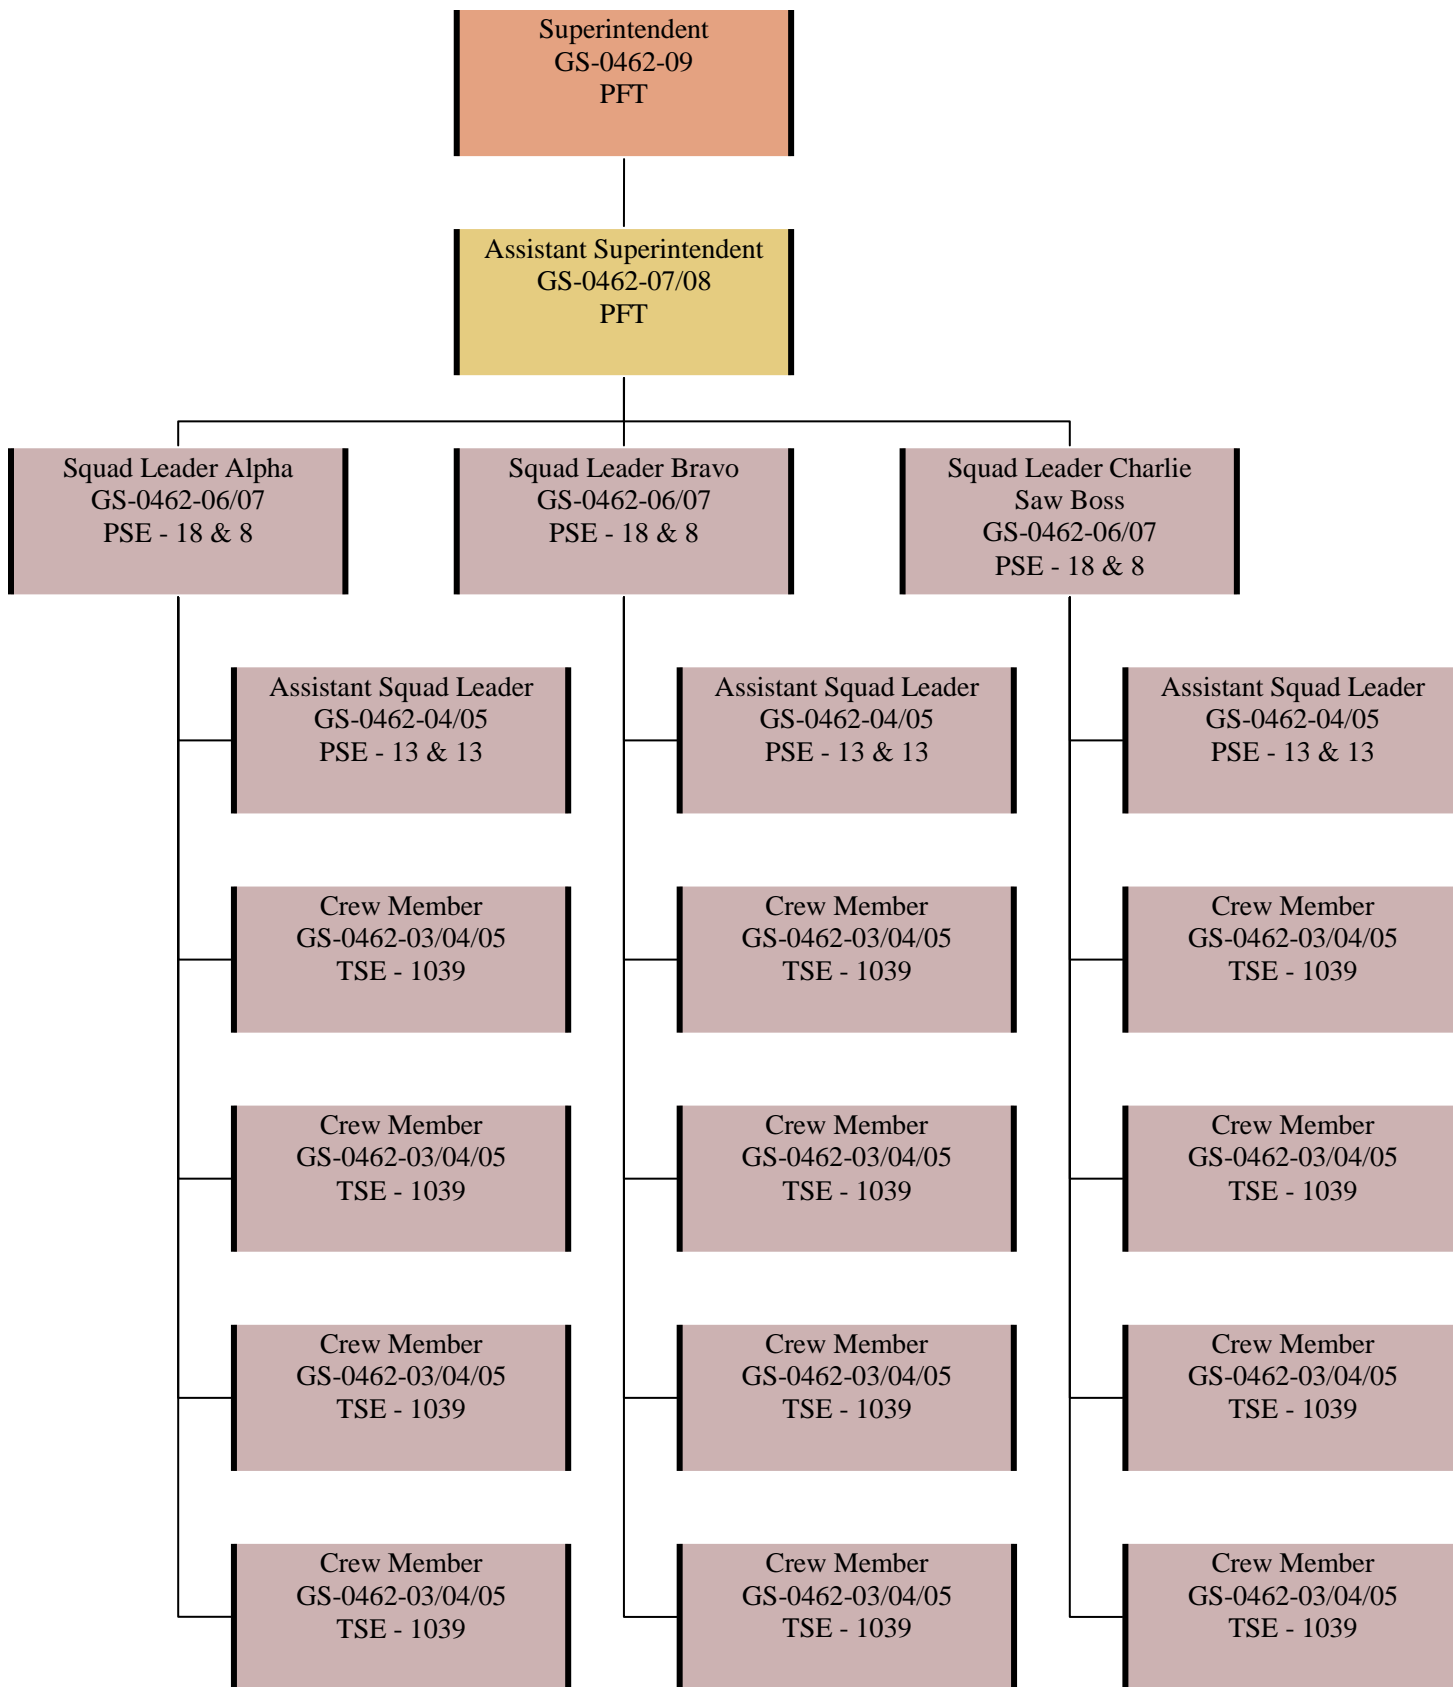 Superintendent
GS-0462-09
PFT
Assistant Superintendent
GS-0462-07/08
PFT
Squad Leader Alpha
GS-0462-06/07
PSE - 18 & 8
Squad Leader Bravo
GS-0462-06/07
PSE - 18 & 8
Squad Leader Charlie
Saw Boss
GS-0462-06/07
PSE - 18 & 8
Assistant Squad Leader
GS-0462-04/05
PSE - 13 & 13
Assistant Squad Leader
GS-0462-04/05
PSE - 13 & 13
Assistant Squad Leader
GS-0462-04/05
PSE - 13 & 13
Crew Member
GS-0462-03/04/05
TSE - 1039
Crew Member
GS-0462-03/04/05
TSE - 1039
Crew Member
GS-0462-03/04/05
TSE - 1039
Crew Member
GS-0462-03/04/05
TSE - 1039
Crew Member
GS-0462-03/04/05
TSE - 1039
Crew Member
GS-0462-03/04/05
TSE - 1039
Crew Member
GS-0462-03/04/05
TSE - 1039
Crew Member
GS-0462-03/04/05
TSE - 1039
Crew Member
GS-0462-03/04/05
TSE - 1039
Crew Member
GS-0462-03/04/05
TSE - 1039
Crew Member
GS-0462-03/04/05
TSE - 1039
Crew Member
GS-0462-03/04/05
TSE - 1039